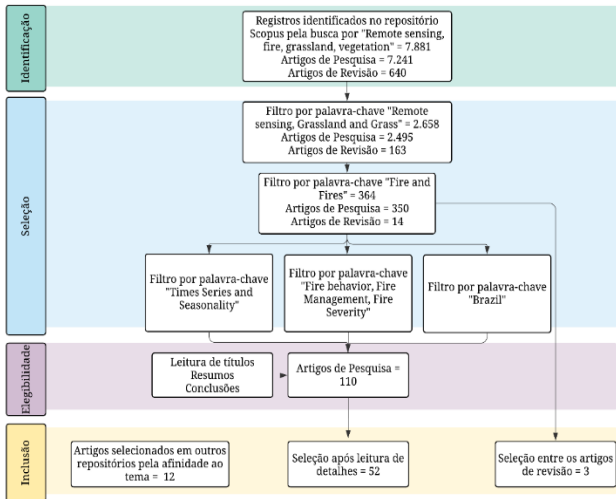 Identificação
Registros identificados no repositório
Scopus pela busca por "Remote sensing,
fire, grassland, vegetation" = 7.881
Artigos de Pesquisa = 7.241
Artigos de Revisão = 640
Seleção
Filtro por palavra-chave "Remote
sensing, Grassland and Grass" = 2.658
Artigos de Pesquisa = 2.495
Artigos de Revisão = 163
Filtro por palavra-chave "Fire and
Fires" = 364
Artigos de Pesquisa = 350
Artigos de Revisão = 14
Filtro por palavra-chave
"Times Series and
Seasonality"
Filtro por palavra-chave
"Fire behavior, Fire
Management, Fire
Severity"
Filtro por palavra-chave
"Brazil"
Elegibilidade
Leitura de títulos
Resumos
Conclusões
Artigos de Pesquisa =
110
Inclusão
Artigos selecionados em outros
repositórios pela afinidade ao
tema = 12
Seleção após leitura de
detalhes = 52
Seleção entre os artigos
de revisão = 3